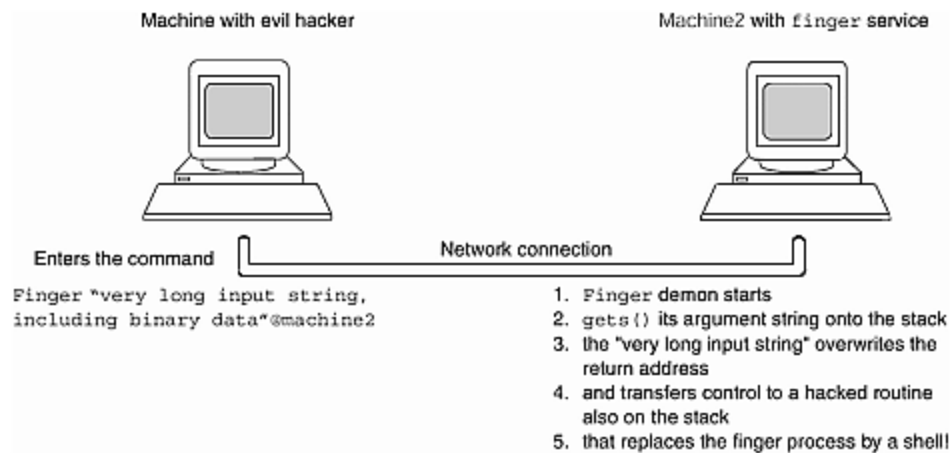 Machine with evil hacker
Machine2 with finger service
Enters the command
Network connection
Finger "very long input string,
including binary data"@machine2
1. Finger demon starts
2. gets() its argument string onto the stack
3. the "very long input string" overwrites the
return address
4. and transfers control to a hacked routine
also on the stack
5. that replaces the finger process by a shell!